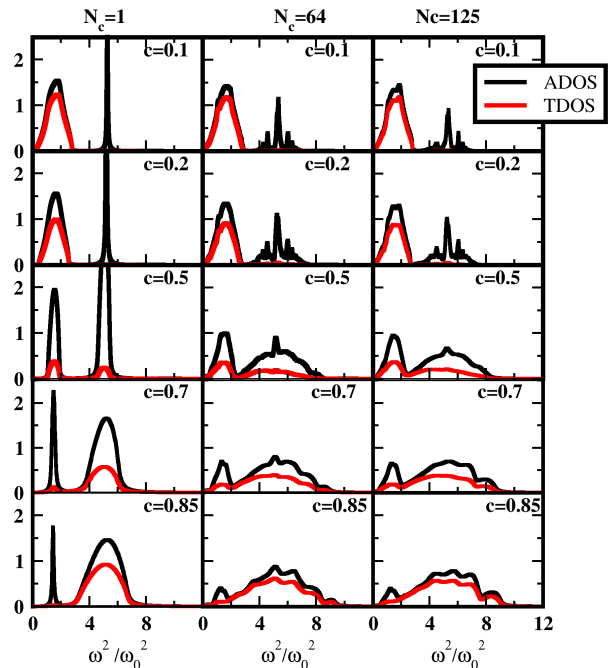 N_c=1 N_c=64 Nc=125
c=0.1 c=0.1 c=0.1
ADOS
TDOS
2
1
0
c=0.2 c=0.2 c=0.2
2
1
0
c=0.5 c=0.5 c=0.5
2
1
0
c=0.7 c=0.7 c=0.7
2
1
0
c=0.85 c=0.85 c=0.85
2
1
0
0 4 8 0 4 8 0 4 8 12
ω²/ω₀² ω²/ω₀² ω²/ω₀²